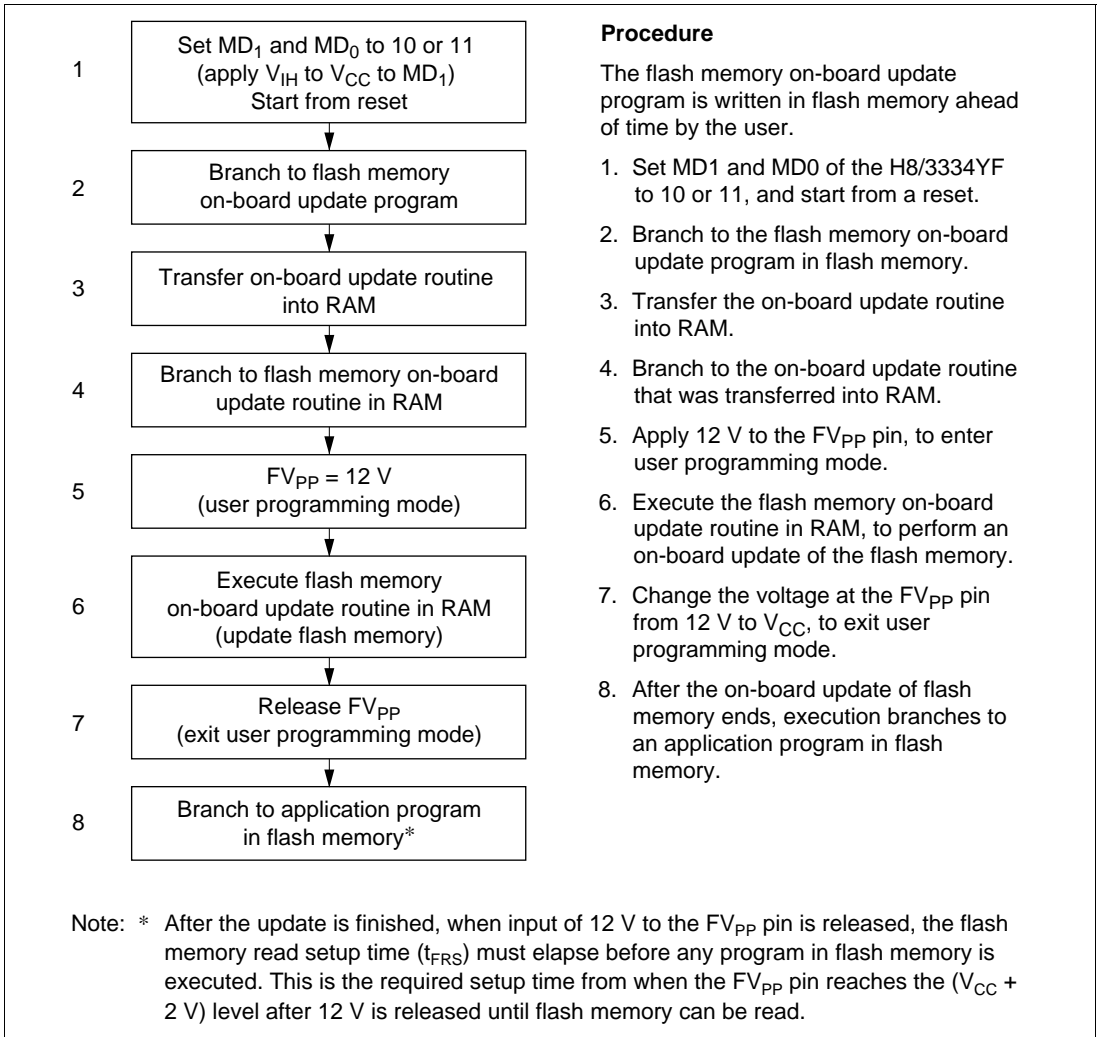 1
Set MD1 and MD0 to 10 or 11
(apply VIH to VCC to MD1)
Start from reset
2
Branch to flash memory
on-board update program
3
Transfer on-board update routine
into RAM
4
Branch to flash memory on-board
update routine in RAM
5
FVPP = 12 V
(user programming mode)
6
Execute flash memory
on-board update routine in RAM
(update flash memory)
7
Release FVPP
(exit user programming mode)
8
Branch to application program
in flash memory*
Procedure
The flash memory on-board update
program is written in flash memory ahead
of time by the user.
1. Set MD1 and MD0 of the H8/3334YF
to 10 or 11, and start from a reset.
2. Branch to the flash memory on-board
update program in flash memory.
3. Transfer the on-board update routine
into RAM.
4. Branch to the on-board update routine
that was transferred into RAM.
5. Apply 12 V to the FVPP pin, to enter
user programming mode.
6. Execute the flash memory on-board
update routine in RAM, to perform an
on-board update of the flash memory.
7. Change the voltage at the FVPP pin
from 12 V to VCC, to exit user
programming mode.
8. After the on-board update of flash
memory ends, execution branches to
an application program in flash
memory.
Note: * After the update is finished, when input of 12 V to the FVPP pin is released, the flash
memory read setup time (tFRS) must elapse before any program in flash memory is
executed. This is the required setup time from when the FVPP pin reaches the (VCC +
2 V) level after 12 V is released until flash memory can be read.